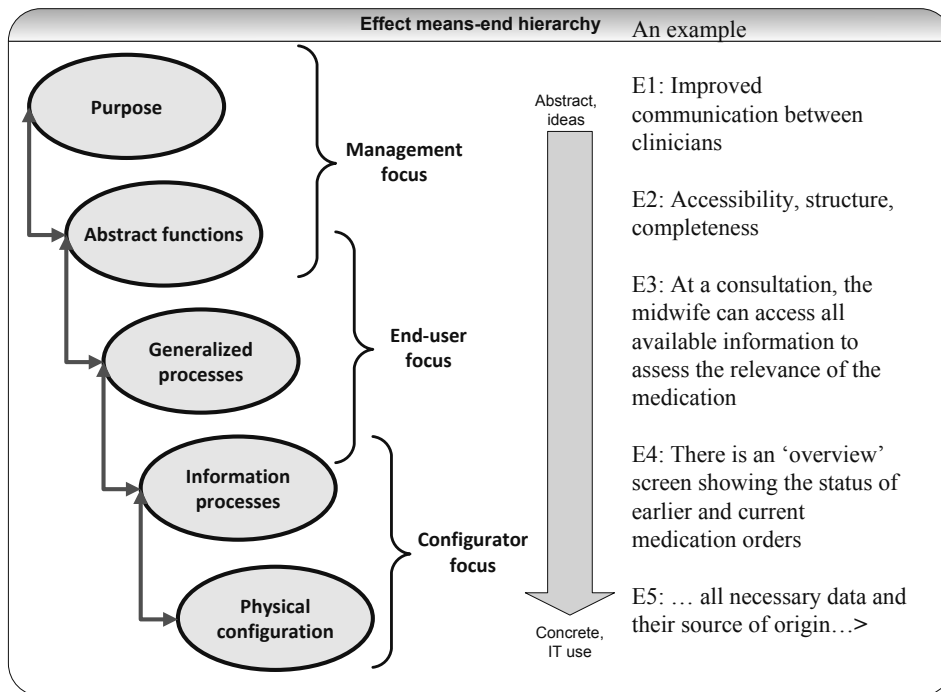 Effect means-end hierarchy
An example
Purpose
Abstract functions
Generalized
processes
Information
processes
Physical
configuration
Management
focus
End-user
focus
Configurator
focus
Abstract,
ideas
Concrete,
IT use
E1: Improved
communication between
clinicians
E2: Accessibility, structure,
completeness
E3: At a consultation, the
midwife can access all
available information to
assess the relevance of the
medication
E4: There is an ‘overview’
screen showing the status of
earlier and current
medication orders
E5: … all necessary data and
their source of origin…>